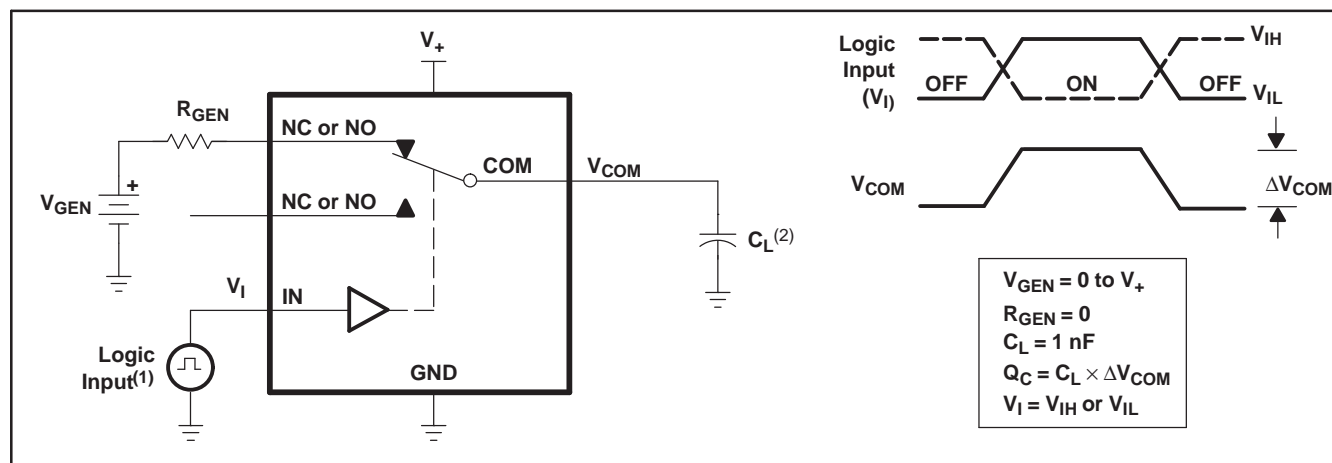 V+
RGEN
NC or NO
COM
VCOM
+
VGEN
NC or NO
CL(2)
VI
IN
Logic
Input(1)
GND
Logic
Input
(VI)
VIH
OFF
ON
OFF
VIL
VCOM
ΔVCOM
VGEN = 0 to V+
RGEN = 0
CL = 1 nF
QC = CL × ΔVCOM
VI = VIH or VIL